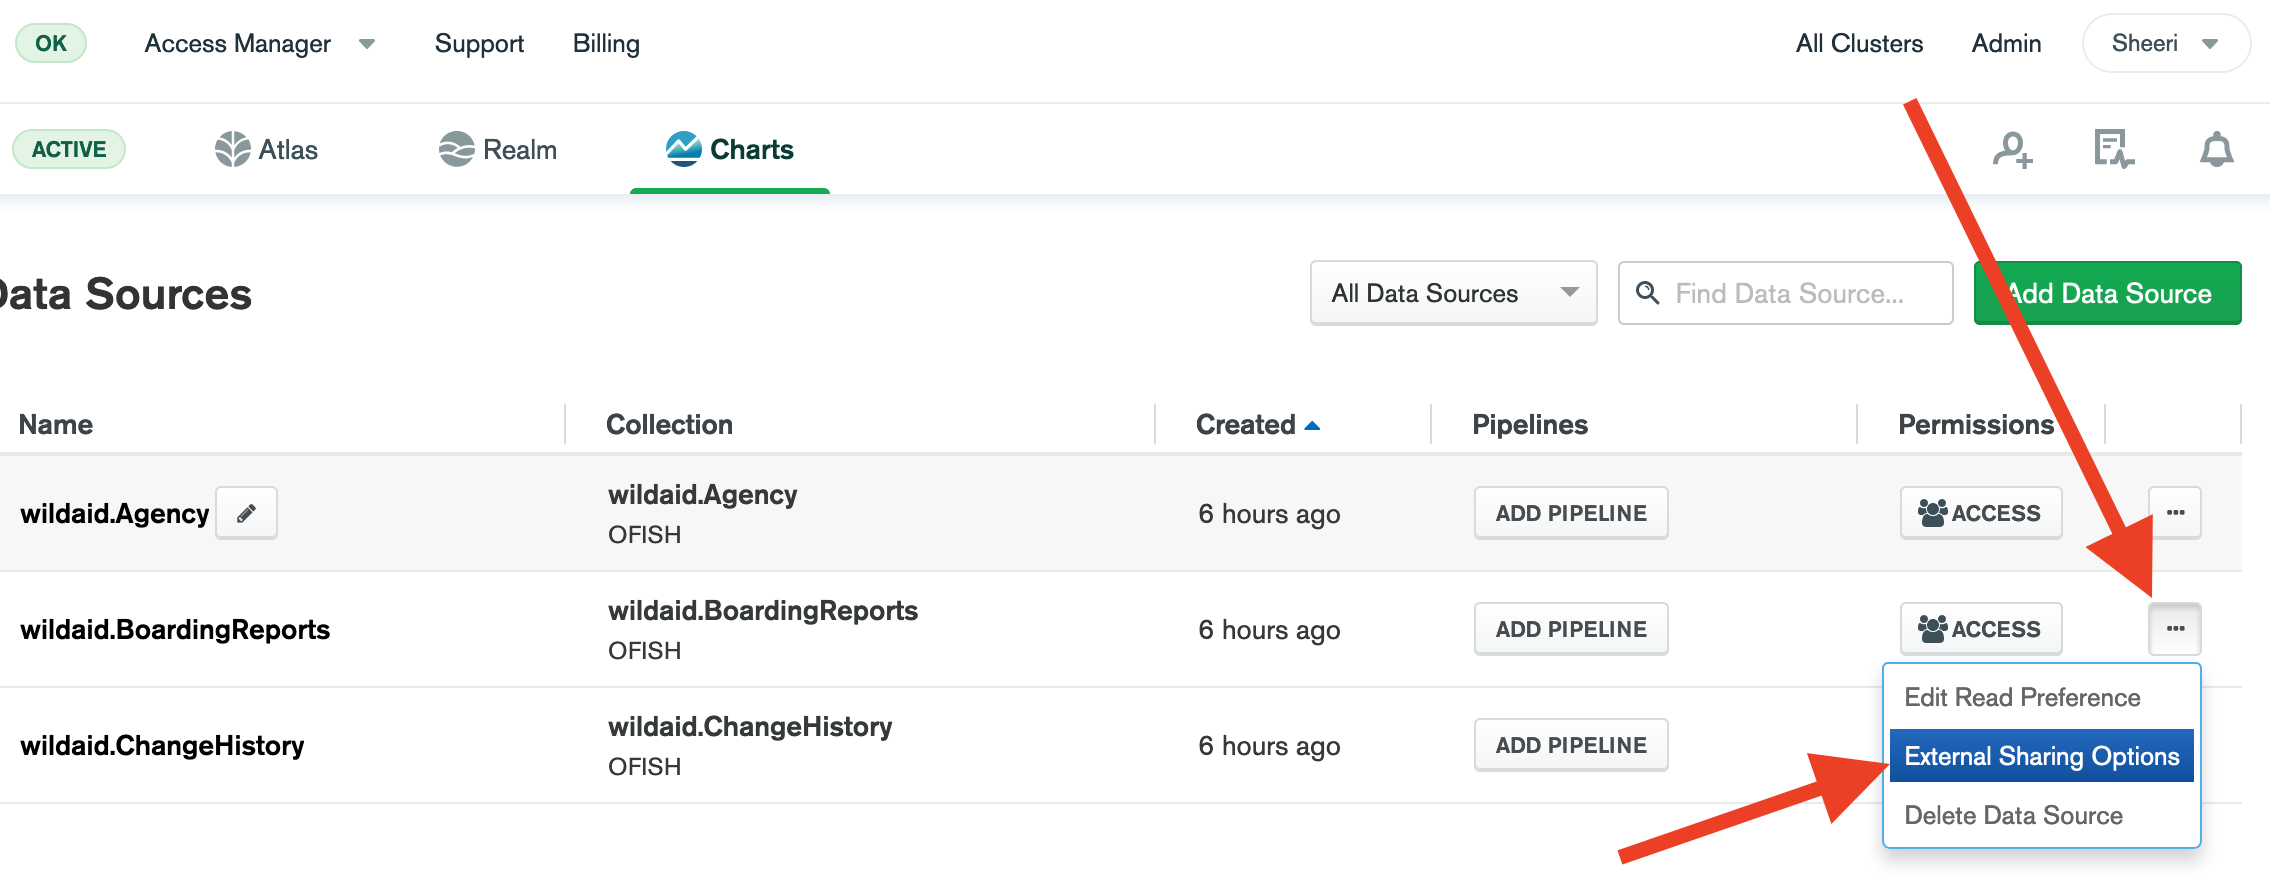 OK Access Manager Support Billing All Clusters Admin Sheeri
ACTIVE Atlas Realm Charts
Data Sources All Data Sources Find Data Source... Add Data Source
Name Collection Created Pipelines Permissions
wildaid.Agency wildaid.Agency 6 hours ago ADD PIPELINE ACCESS ...
OFISH
wildaid.BoardingReports wildaid.BoardingReports 6 hours ago ADD PIPELINE ACCESS ...
OFISH
wildaid.ChangeHistory wildaid.ChangeHistory 6 hours ago ADD PIPELINE
OFISH
Edit Read Preference
External Sharing Options
Delete Data Source